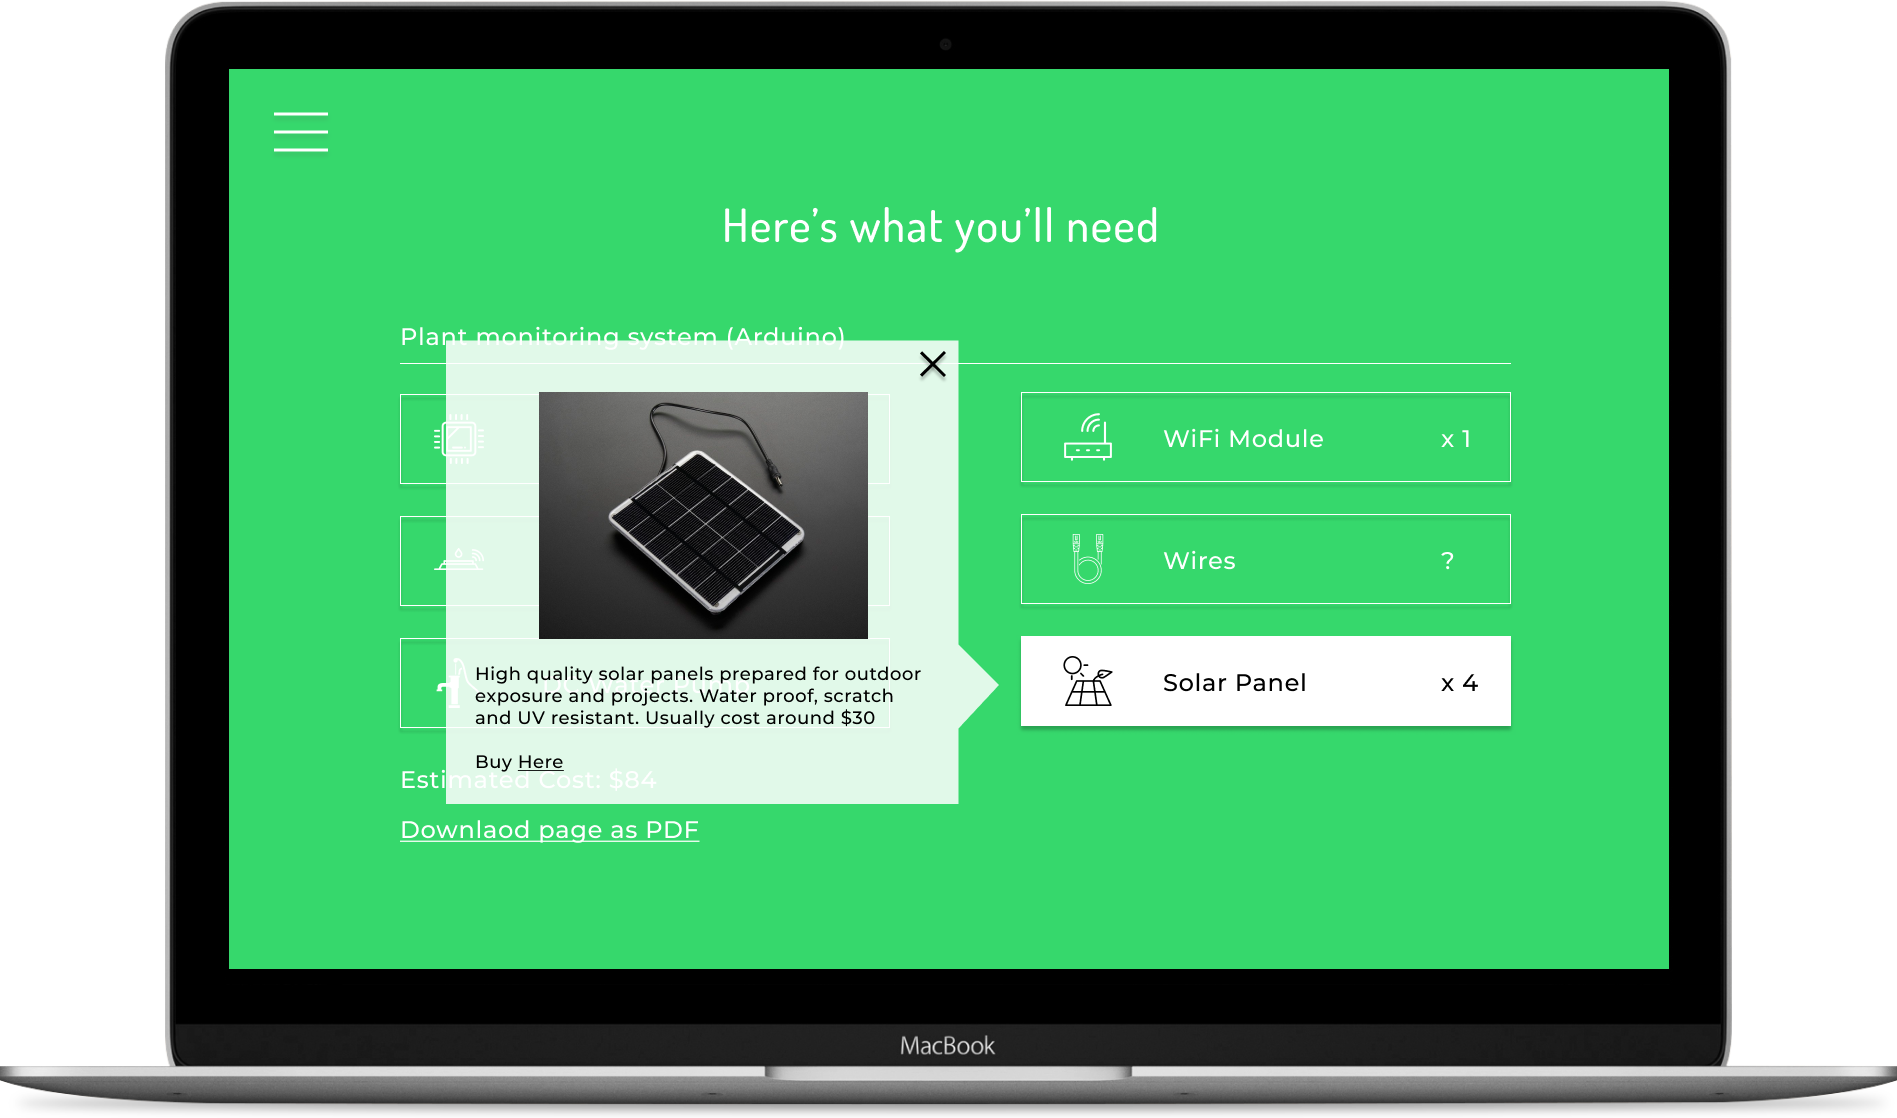 Here's what you'll need
Plant monitoring system (Arduino)
WiFi Module x 1
Wires ?
Solar Panel x 4
High quality solar panels prepared for outdoor
exposure and projects. Water proof, scratch
and UV resistant. Usually cost around $30
Buy Here
Estimated Cost: $84
Downlaod page as PDF
MacBook